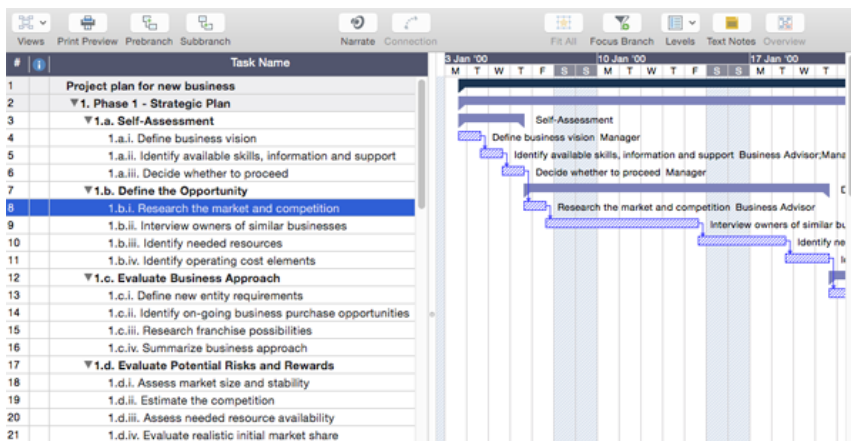 Views Print Preview Prebranch Subbranch Narrate Connection Fit All Focus Branch Levels Text Notes Overview
# Task Name 3 Jan '00 10 Jan '00 17 Jan '00
M T W T F S S M T W T F S S M T W T
1 Project plan for new business
2 1. Phase 1 - Strategic Plan
3 1.a. Self-Assessment Self-Assessment
4 1.a.i. Define business vision Define business vision Manager
5 1.a.ii. Identify available skills, information and support Identify available skills, information and support Business Advisor;Mana
6 1.a.iii. Decide whether to proceed Decide whether to proceed Manager
7 1.b. Define the Opportunity
8 1.b.i. Research the market and competition Research the market and competition Business Advisor
9 1.b.ii. Interview owners of similar businesses Interview owners of similar bu
10 1.b.iii. Identify needed resources Identify ne
11 1.b.iv. Identify operating cost elements
12 1.c. Evaluate Business Approach
13 1.c.i. Define new entity requirements
14 1.c.ii. Identify on-going business purchase opportunities
15 1.c.iii. Research franchise possibilities
16 1.c.iv. Summarize business approach
17 1.d. Evaluate Potential Risks and Rewards
18 1.d.i. Assess market size and stability
19 1.d.ii. Estimate the competition
20 1.d.iii. Assess needed resource availability
21 1.d.iv. Evaluate realistic initial market share